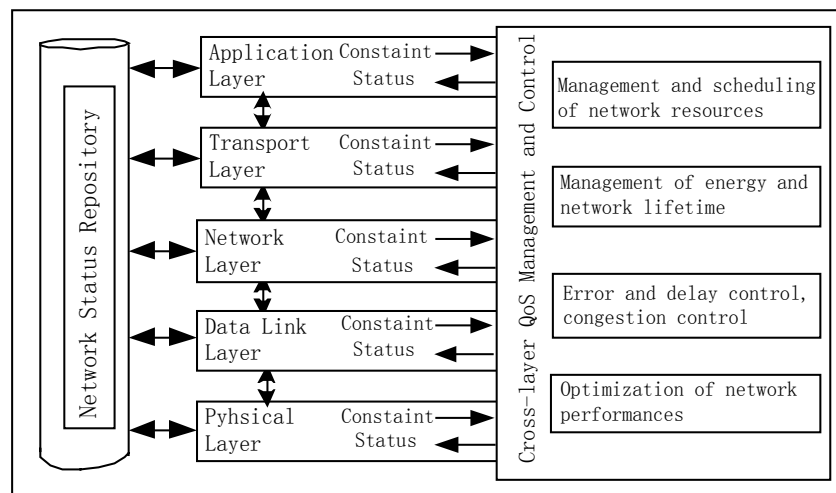 Network Status Repository
Application Layer
Constaint
Status
Transport Layer
Constaint
Status
Network Layer
Constaint
Status
Data Link Layer
Constaint
Status
Pyhsical Layer
Constaint
Status
Cross-layer QoS Management and Control
Management and scheduling
of network resources
Management of energy and
network lifetime
Error and delay control,
congestion control
Optimization of network
performances